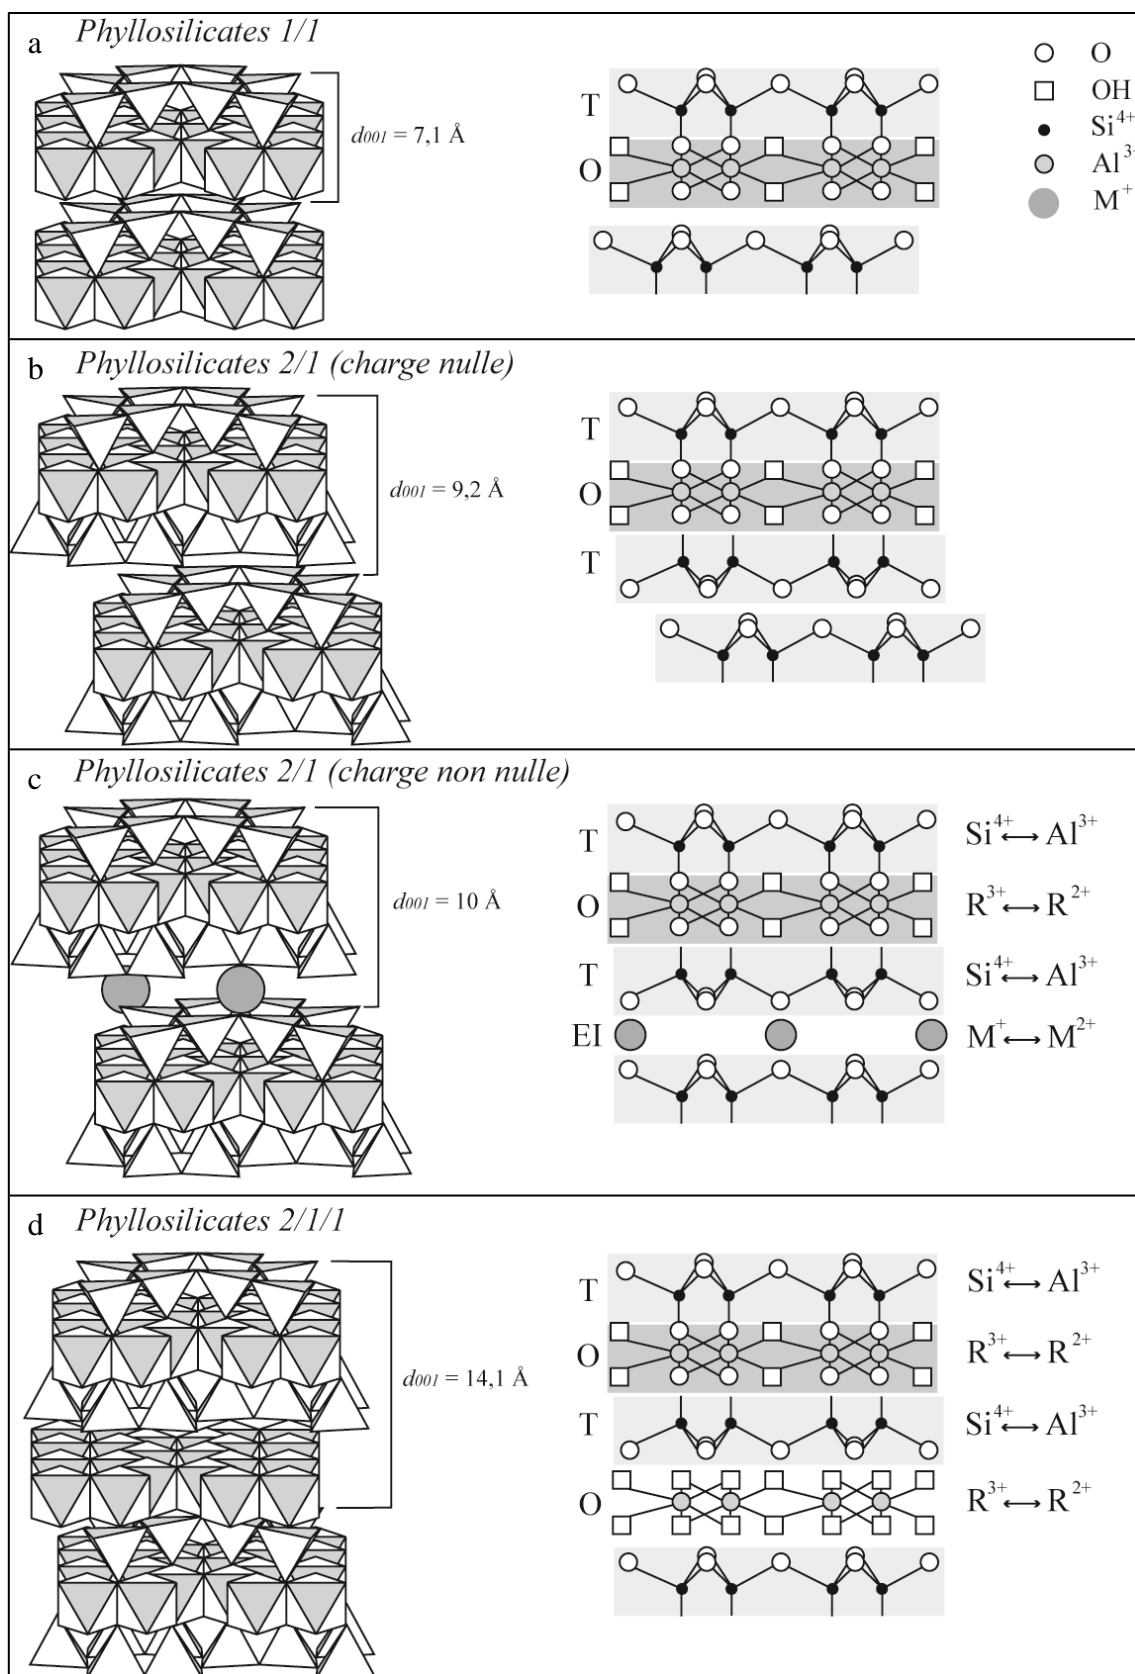 a Phyllosilicates 1/1
d001 = 7,1 Å
T
O
O
OH
Si4+
Al3+
M+
b Phyllosilicates 2/1 (charge nulle)
d001 = 9,2 Å
T
O
T
c Phyllosilicates 2/1 (charge non nulle)
d001 = 10 Å
T Si4+ ↔ Al3+
O R3+ ↔ R2+
T Si4+ ↔ Al3+
EI M+ ↔ M2+
d Phyllosilicates 2/1/1
d001 = 14,1 Å
T Si4+ ↔ Al3+
O R3+ ↔ R2+
T Si4+ ↔ Al3+
O R3+ ↔ R2+